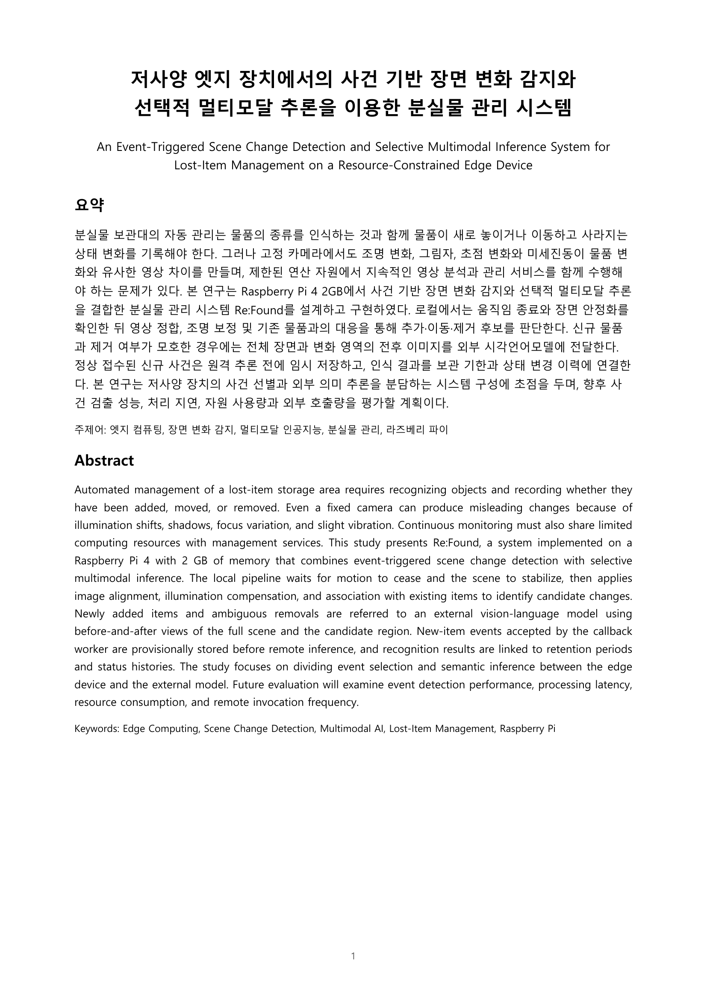 저사양 엣지 장치에서의 사건 기반 장면 변화 감지와
선택적 멀티모달 추론을 이용한 분실물 관리 시스템
An Event-Triggered Scene Change Detection and Selective Multimodal Inference System for
Lost-Item Management on a Resource-Constrained Edge Device
요약
분실물 보관대의 자동 관리는 물품의 종류를 인식하는 것과 함께 물품이 새로 놓이거나 이동하고 사라지는
상태 변화를 기록해야 한다. 그러나 고정 카메라에서도 조명 변화, 그림자, 초점 변화와 미세진동이 물품 변
화와 유사한 영상 차이를 만들며, 제한된 연산 자원에서 지속적인 영상 분석과 관리 서비스를 함께 수행해
야 하는 문제가 있다. 본 연구는 Raspberry Pi 4 2GB에서 사건 기반 장면 변화 감지와 선택적 멀티모달 추론
을 결합한 분실물 관리 시스템 Re:Found를 설계하고 구현하였다. 로컬에서는 움직임 종료와 장면 안정화를
확인한 뒤 영상 정합, 조명 보정 및 기존 물품과의 대응을 통해 추가·이동·제거 후보를 판단한다. 신규 물품
과 제거 여부가 모호한 경우에는 전체 장면과 변화 영역의 전후 이미지를 외부 시각언어모델에 전달한다.
정상 접수된 신규 사건은 원격 추론 전에 임시 저장하고, 인식 결과를 보관 기한과 상태 변경 이력에 연결한
다. 본 연구는 저사양 장치의 사건 선별과 외부 의미 추론을 분담하는 시스템 구성에 초점을 두며, 향후 사
건 검출 성능, 처리 지연, 자원 사용량과 외부 호출량을 평가할 계획이다.
주제어: 엣지 컴퓨팅, 장면 변화 감지, 멀티모달 인공지능, 분실물 관리, 라즈베리 파이
Abstract
Automated management of a lost-item storage area requires recognizing objects and recording whether they
have been added, moved, or removed. Even a fixed camera can produce misleading changes because of
illumination shifts, shadows, focus variation, and slight vibration. Continuous monitoring must also share limited
computing resources with management services. This study presents Re:Found, a system implemented on a
Raspberry Pi 4 with 2 GB of memory that combines event-triggered scene change detection with selective
multimodal inference. The local pipeline waits for motion to cease and the scene to stabilize, then applies
image alignment, illumination compensation, and association with existing items to identify candidate changes.
Newly added items and ambiguous removals are referred to an external vision-language model using
before-and-after views of the full scene and the candidate region. New-item events accepted by the callback
worker are provisionally stored before remote inference, and recognition results are linked to retention periods
and status histories. The study focuses on dividing event selection and semantic inference between the edge
device and the external model. Future evaluation will examine event detection performance, processing latency,
resource consumption, and remote invocation frequency.
Keywords: Edge Computing, Scene Change Detection, Multimodal AI, Lost-Item Management, Raspberry Pi
1